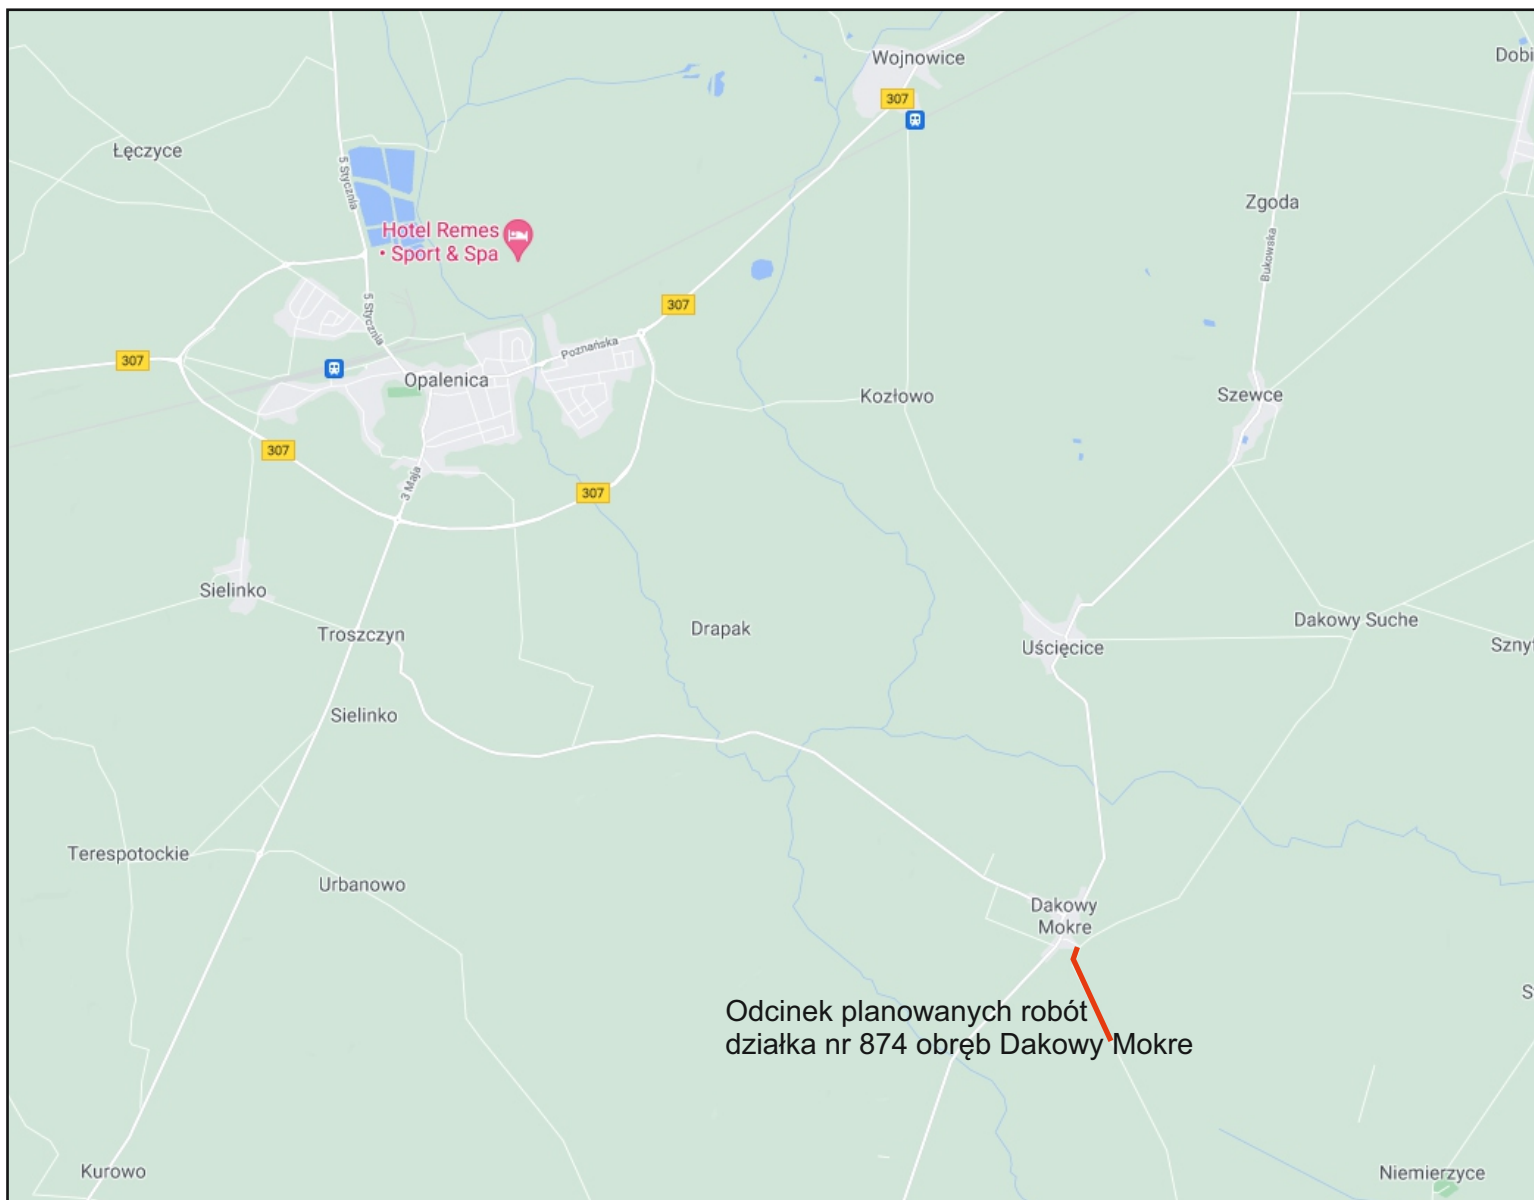 Wojnowice
Dobi
307
Łęczyce
5 Stycznia
Zgoda
Hotel Remes
• Sport & Spa
Bukowska
5 Stycznia
307
Poznańska
307
Opalenica
Kozłowo
Szewce
307
3 Maja
307
Sielinko
Dakowy Suche
Drapak
Troszczyn
Uścięcice
Sznyf
Sielinko
Terespotockie
Urbanowo
Dakowy
Mokre
S
Odcinek planowanych robót
działka nr 874 obręb Dakowy Mokre
Kurowo
Niemierzyce